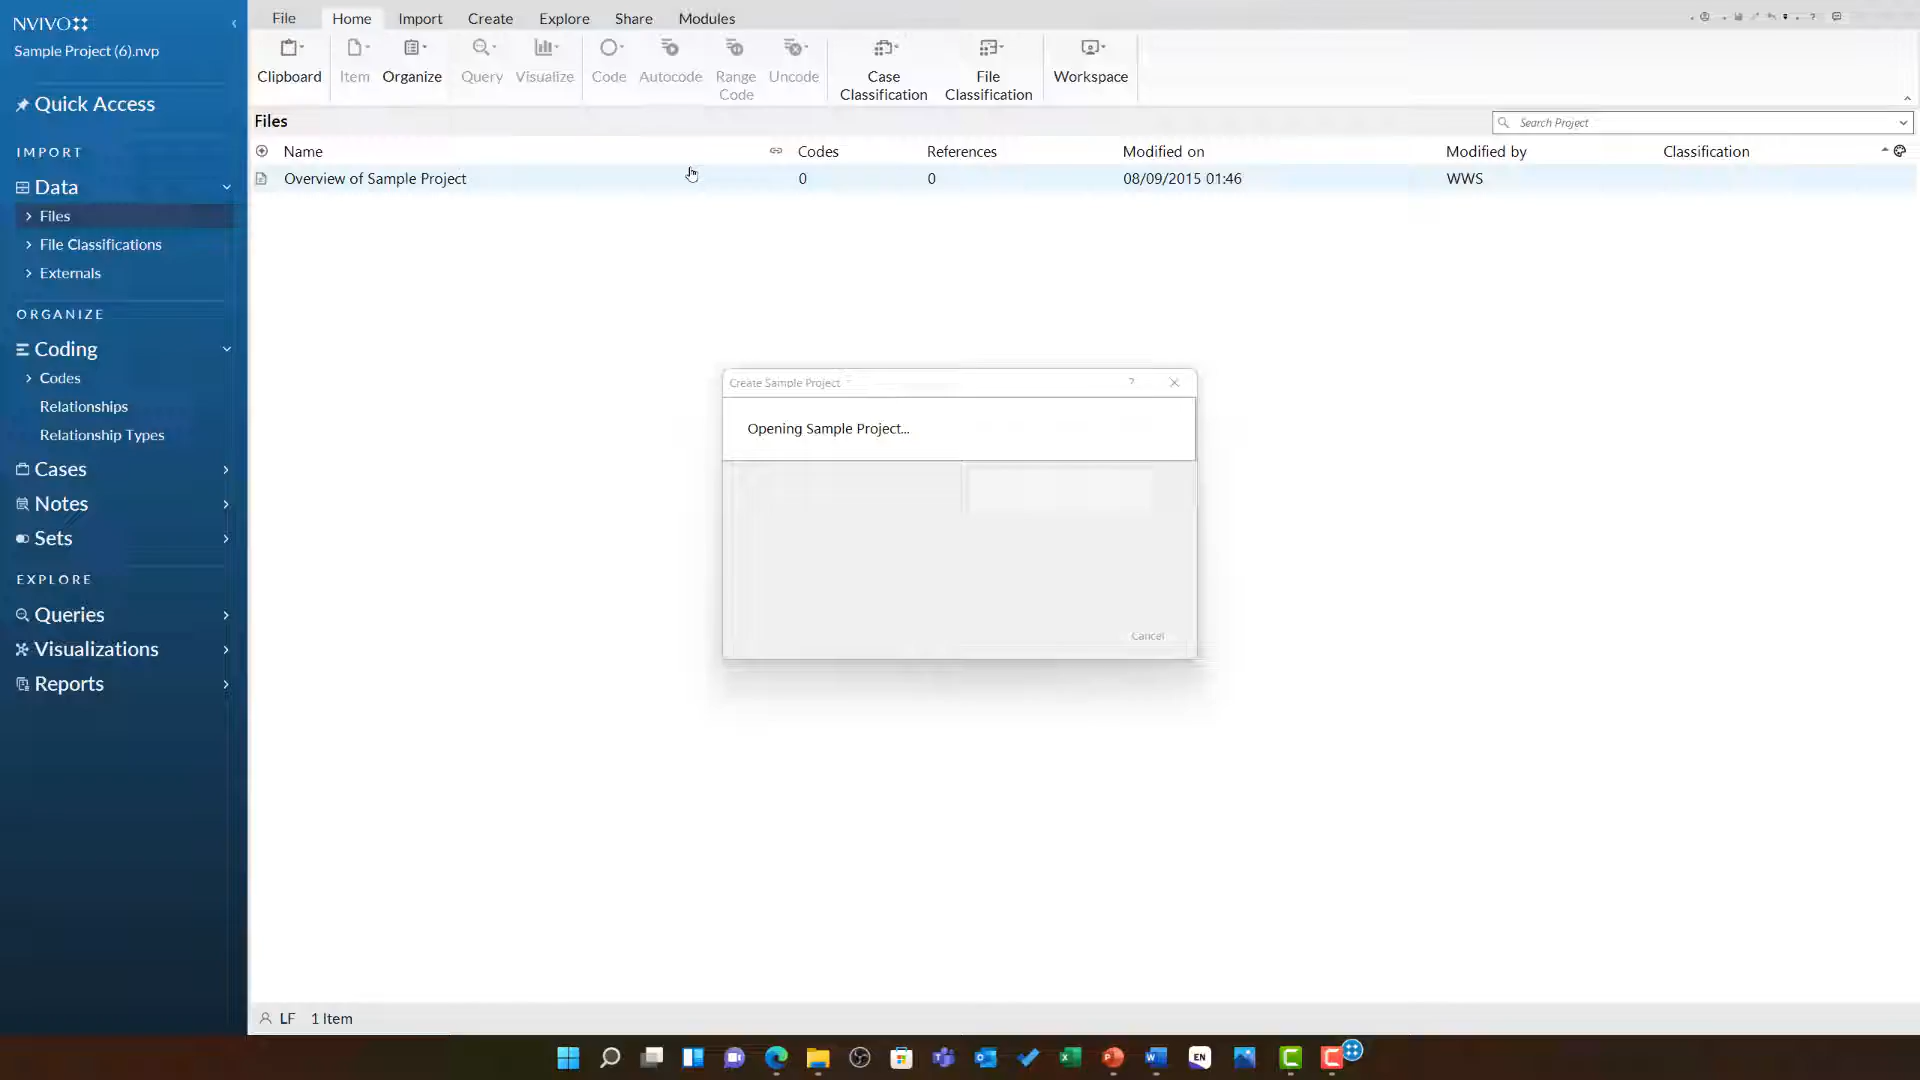 NVIVO
Sample Project (6).nvp
Quick Access
IMPORT
Data
Files
File Classifications
Externals
ORGANIZE
Coding
Codes
Relationships
Relationship Types
Cases
Notes
Sets
EXPLORE
Queries
Visualizations
Reports
File Home Import Create Explore Share Modules
Clipboard Item Organize Query Visualize Code Autocode Range Code Uncode Case Classification File Classification Workspace
Files
Search Project
Name Codes References Modified on Modified by Classification
Overview of Sample Project 0 0 08/09/2015 01:46 WWS
Create Sample Project ?
Opening Sample Project...
Cancel
LF 1 Item
EN